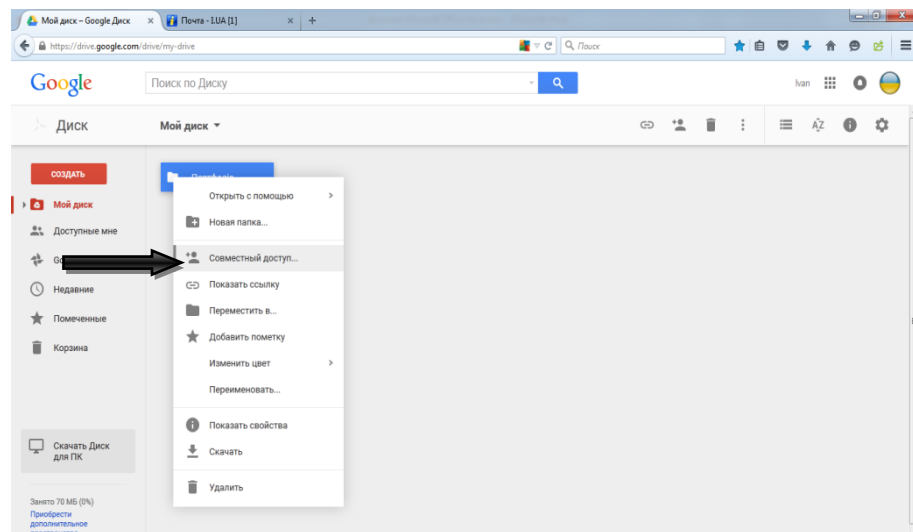 Мой диск – Google Диск
Почта - I.UA [1]
https://drive.google.com/drive/my-drive
Поиск
Google
Поиск по Диску
Ivan
Диск
Мой диск
AZ
СОЗДАТЬ
Мой диск
Доступные мне
Недавние
Помеченные
Корзина
Скачать Диск
для ПК
Занято 70 МБ (0%)
Приобрести
дополнительное
Открыть с помощью
Новая папка...
Совместный доступ...
Показать ссылку
Переместить в...
Добавить пометку
Изменить цвет
Переименовать...
Показать свойства
Скачать
Удалить